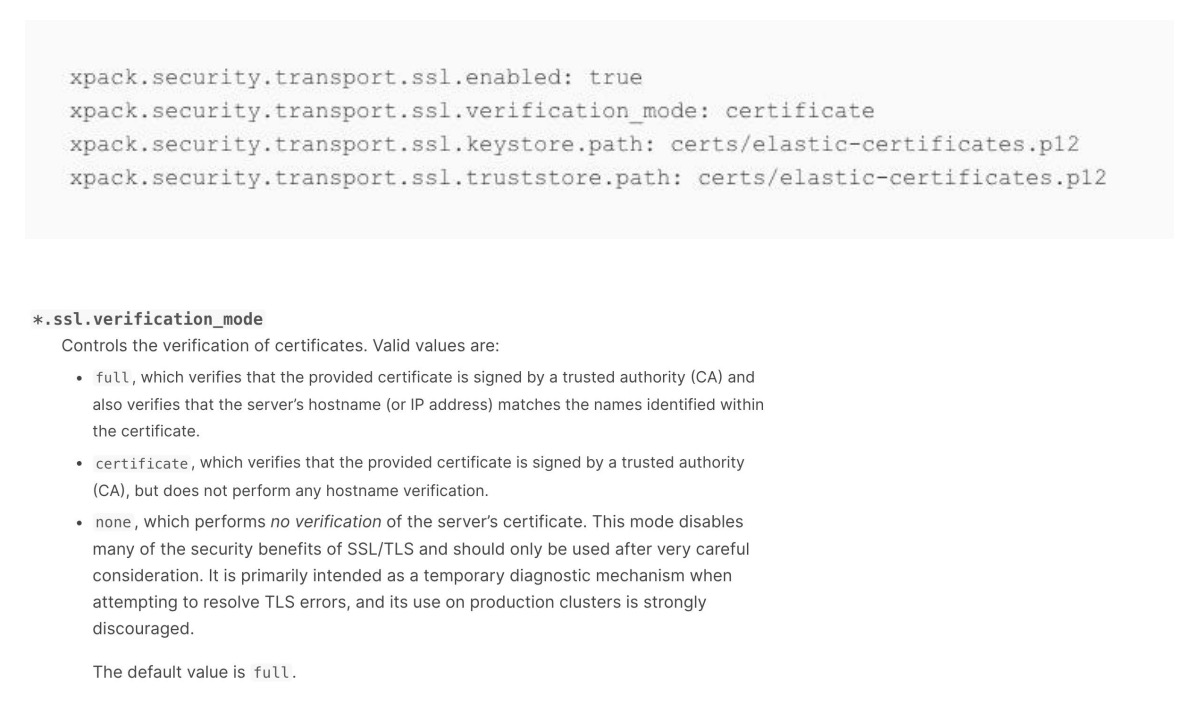 xpack.security.transport.ssl.enabled: true
xpack.security.transport.ssl.verification_mode: certificate
xpack.security.transport.ssl.keystore.path: certs/elastic-certificates.p12
xpack.security.transport.ssl.truststore.path: certs/elastic-certificates.p12
*.ssl.verification_mode
Controls the verification of certificates. Valid values are:
• full, which verifies that the provided certificate is signed by a trusted authority (CA) and
also verifies that the server’s hostname (or IP address) matches the names identified within
the certificate.
• certificate, which verifies that the provided certificate is signed by a trusted authority
(CA), but does not perform any hostname verification.
• none, which performs no verification of the server’s certificate. This mode disables
many of the security benefits of SSL/TLS and should only be used after very careful
consideration. It is primarily intended as a temporary diagnostic mechanism when
attempting to resolve TLS errors, and its use on production clusters is strongly
discouraged.
The default value is full.